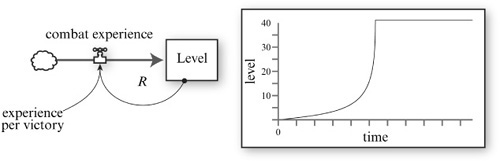 combat experience
Level
R
experience
per victory
level
40
30
20
10
0
time